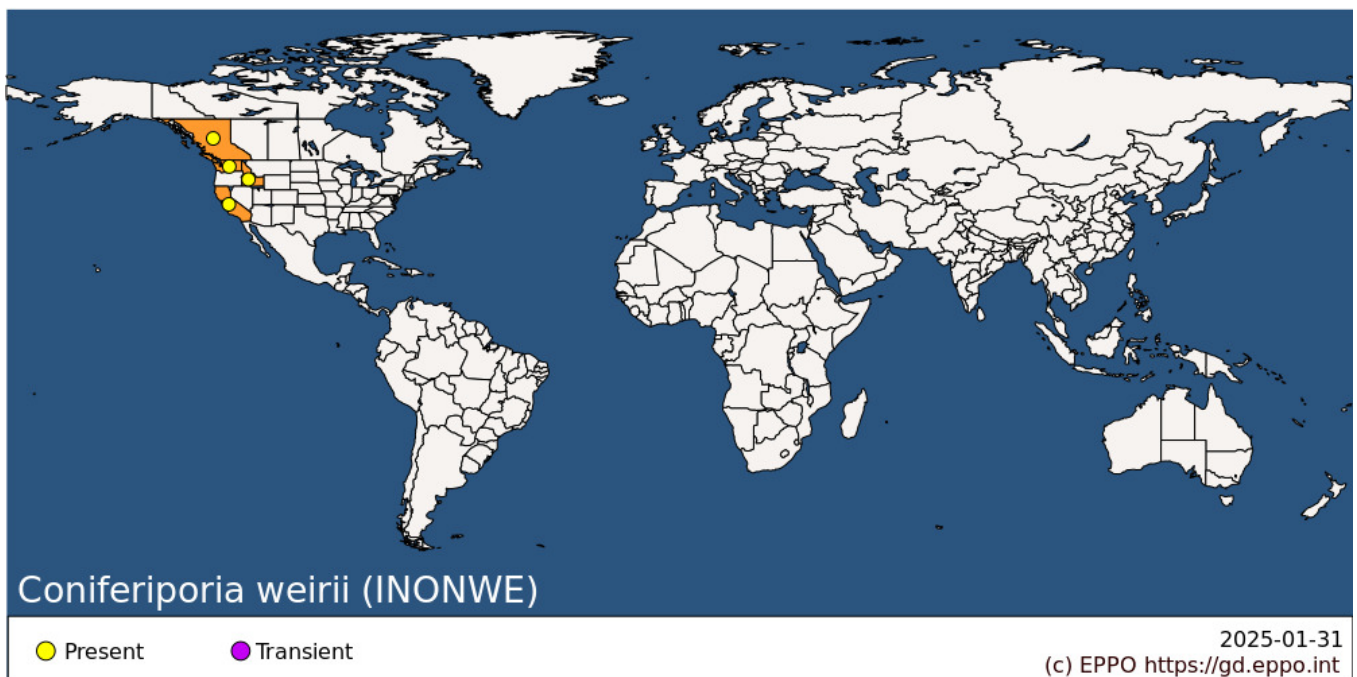 Coniferiporia weirii (INONWE)
Present
Transient
2025-01-31
(c) EPPO https://gd.eppo.int